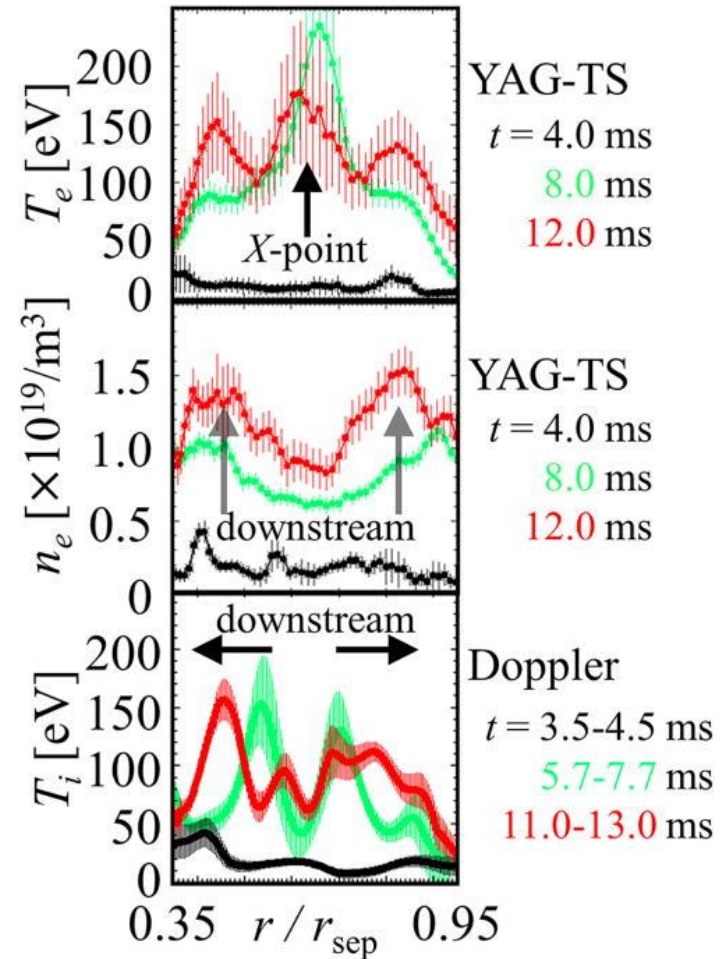 200
150
100
50
0
T_e [eV]
X-point
YAG-TS
t = 4.0 ms
8.0 ms
12.0 ms
1.5
1.0
0.5
0
n_e [×10^19/m^3]
downstream
YAG-TS
t = 4.0 ms
8.0 ms
12.0 ms
200
150
100
50
0
T_i [eV]
downstream
Doppler
t = 3.5-4.5 ms
5.7-7.7 ms
11.0-13.0 ms
0.35 r / r_sep 0.95